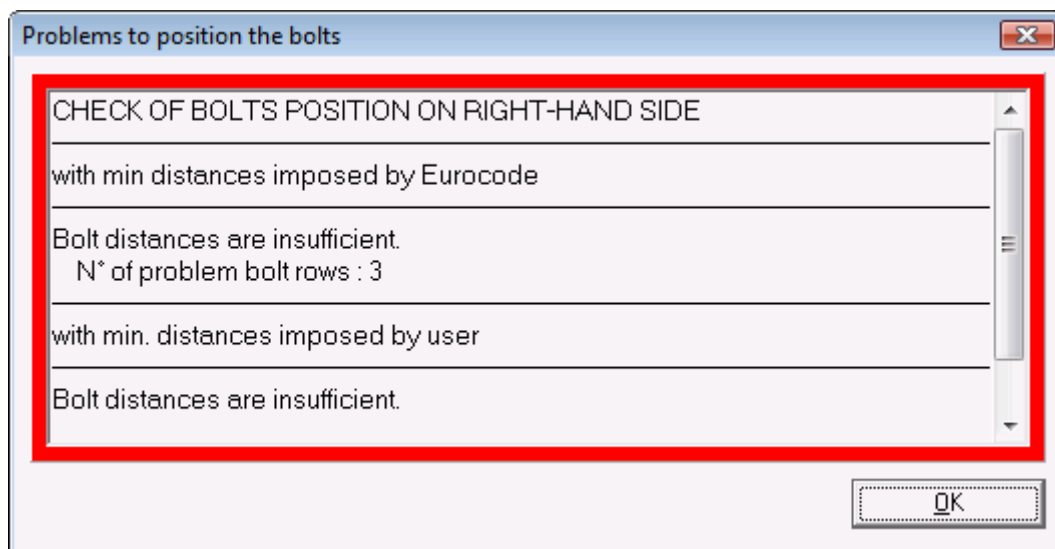 Problems to position the bolts
CHECK OF BOLTS POSITION ON RIGHT-HAND SIDE
with min distances imposed by Eurocode
Bolt distances are insufficient.
N° of problem bolt rows : 3
with min. distances imposed by user
Bolt distances are insufficient.
OK